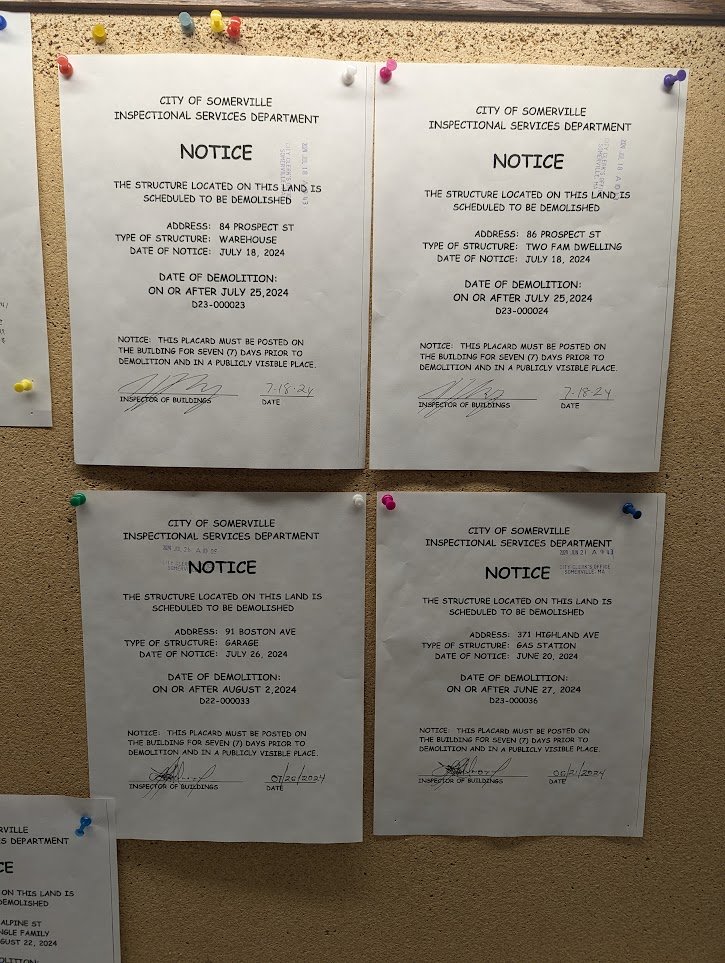 CITY OF SOMERVILLE
INSPECTIONAL SERVICES DEPARTMENT
NOTICE
THE STRUCTURE LOCATED ON THIS LAND IS
SCHEDULED TO BE DEMOLISHED
ADDRESS: 84 PROSPECT ST
TYPE OF STRUCTURE: WAREHOUSE
DATE OF NOTICE: JULY 18, 2024
DATE OF DEMOLITION:
ON OR AFTER JULY 25,2024
D23-000023
NOTICE: THIS PLACARD MUST BE POSTED ON
THE BUILDING FOR SEVEN (7) DAYS PRIOR TO
DEMOLITION AND IN A PUBLICLY VISIBLE PLACE.
7-18-24
INSPECTOR OF BUILDINGS DATE
CITY OF SOMERVILLE
INSPECTIONAL SERVICES DEPARTMENT
NOTICE
THE STRUCTURE LOCATED ON THIS LAND IS
SCHEDULED TO BE DEMOLISHED
ADDRESS: 86 PROSPECT ST
TYPE OF STRUCTURE: TWO FAM DWELLING
DATE OF NOTICE: JULY 18, 2024
DATE OF DEMOLITION:
ON OR AFTER JULY 25,2024
D23-000024
NOTICE: THIS PLACARD MUST BE POSTED ON
THE BUILDING FOR SEVEN (7) DAYS PRIOR TO
DEMOLITION AND IN A PUBLICLY VISIBLE PLACE.
7-18-24
INSPECTOR OF BUILDINGS DATE
CITY OF SOMERVILLE
INSPECTIONAL SERVICES DEPARTMENT
NOTICE
THE STRUCTURE LOCATED ON THIS LAND IS
SCHEDULED TO BE DEMOLISHED
ADDRESS: 91 BOSTON AVE
TYPE OF STRUCTURE: GARAGE
DATE OF NOTICE: JULY 26, 2024
DATE OF DEMOLITION:
ON OR AFTER AUGUST 2,2024
D22-000033
NOTICE: THIS PLACARD MUST BE POSTED ON
THE BUILDING FOR SEVEN (7) DAYS PRIOR TO
DEMOLITION AND IN A PUBLICLY VISIBLE PLACE.
07/26/2024
INSPECTOR OF BUILDINGS DATE
CITY OF SOMERVILLE
INSPECTIONAL SERVICES DEPARTMENT
2024 JUN 21 A 9:43
CITY CLERK'S OFFICE
SOMERVILLE, MA
NOTICE
THE STRUCTURE LOCATED ON THIS LAND IS
SCHEDULED TO BE DEMOLISHED
ADDRESS: 371 HIGHLAND AVE
TYPE OF STRUCTURE: GAS STATION
DATE OF NOTICE: JUNE 20, 2024
DATE OF DEMOLITION:
ON OR AFTER JUNE 27, 2024
D23-000036
NOTICE: THIS PLACARD MUST BE POSTED ON
THE BUILDING FOR SEVEN (7) DAYS PRIOR TO
DEMOLITION AND IN A PUBLICLY VISIBLE PLACE.
06/21/2024
INSPECTOR OF BUILDINGS DATE
DEPARTMENT
ON THIS LAND IS
ALPINE ST
FAMILY
22, 2024